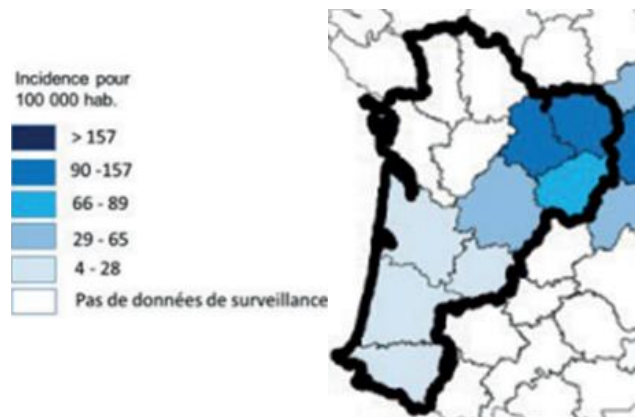 Incidence pour
100 000 hab.
> 157
90 -157
66 - 89
29 - 65
4 - 28
Pas de données de surveillance